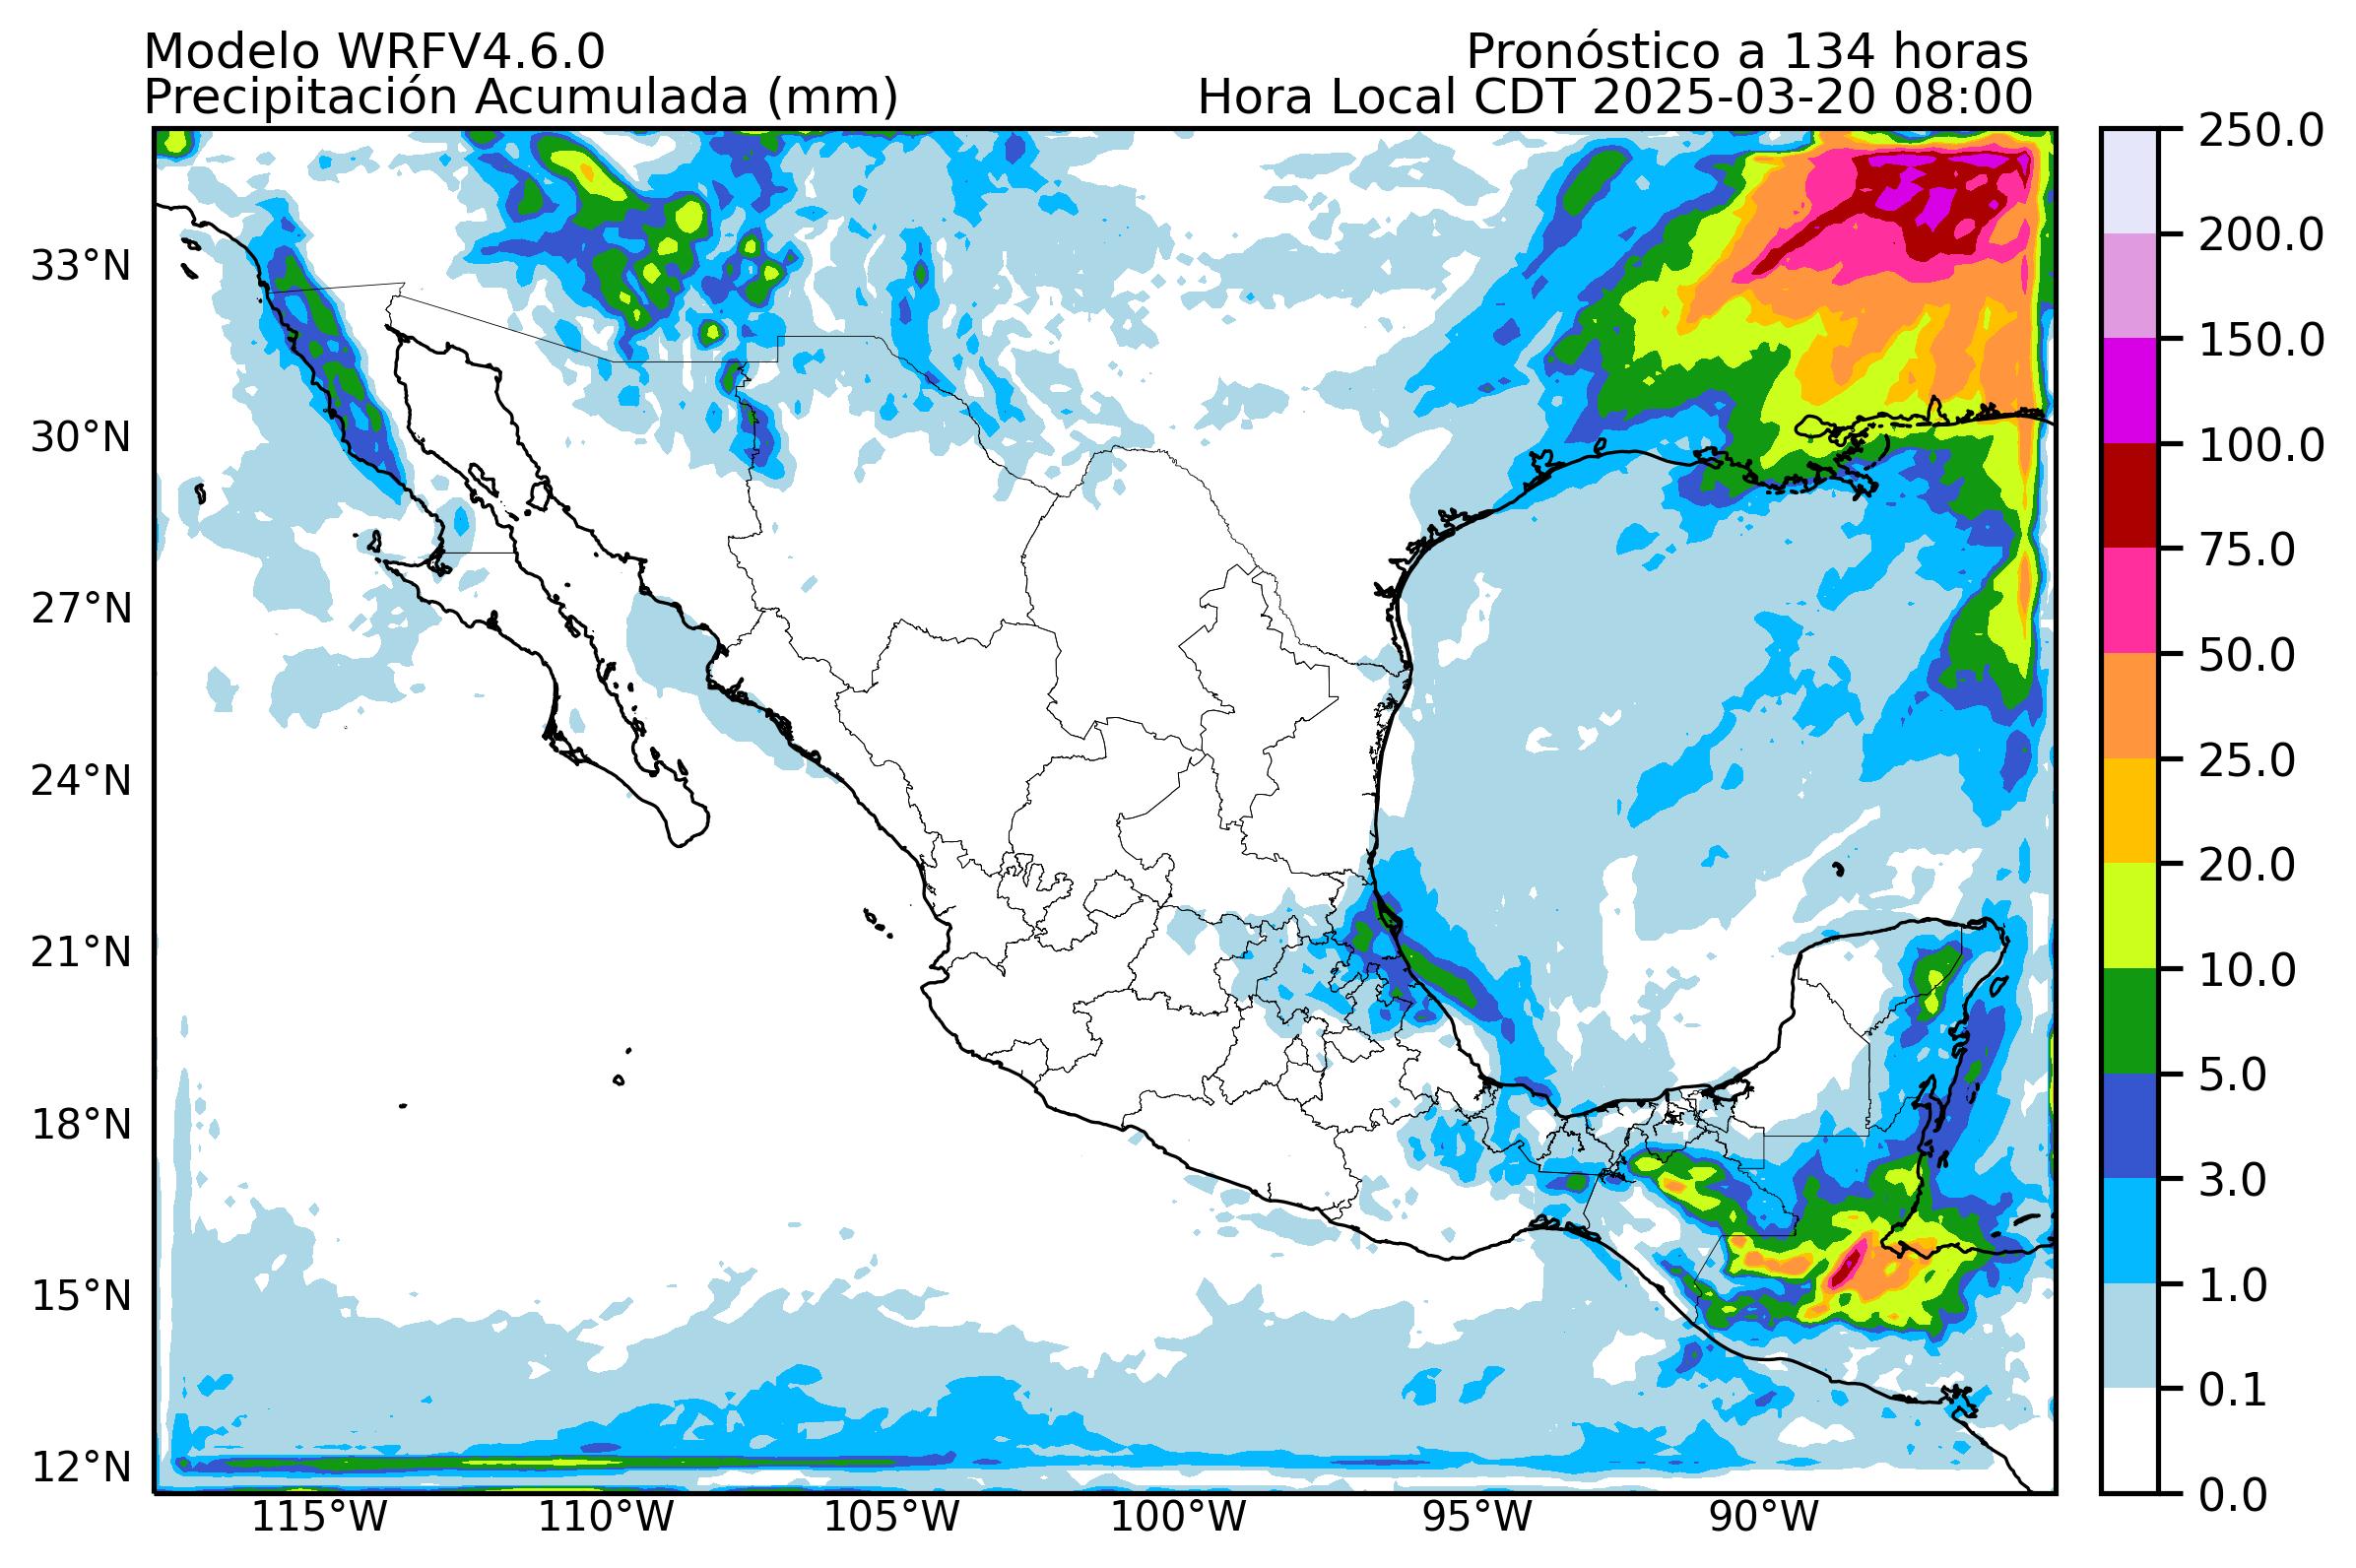 Modelo WRFV4.6.0
Pronóstico a 134 horas
Precipitación Acumulada (mm)
Hora Local CDT 2025-03-20 08:00
33°N
30°N
27°N
24°N
21°N
18°N
15°N
12°N
115°W
110°W
105°W
100°W
95°W
90°W
250.0
200.0
150.0
100.0
75.0
50.0
25.0
20.0
10.0
5.0
3.0
1.0
0.1
0.0